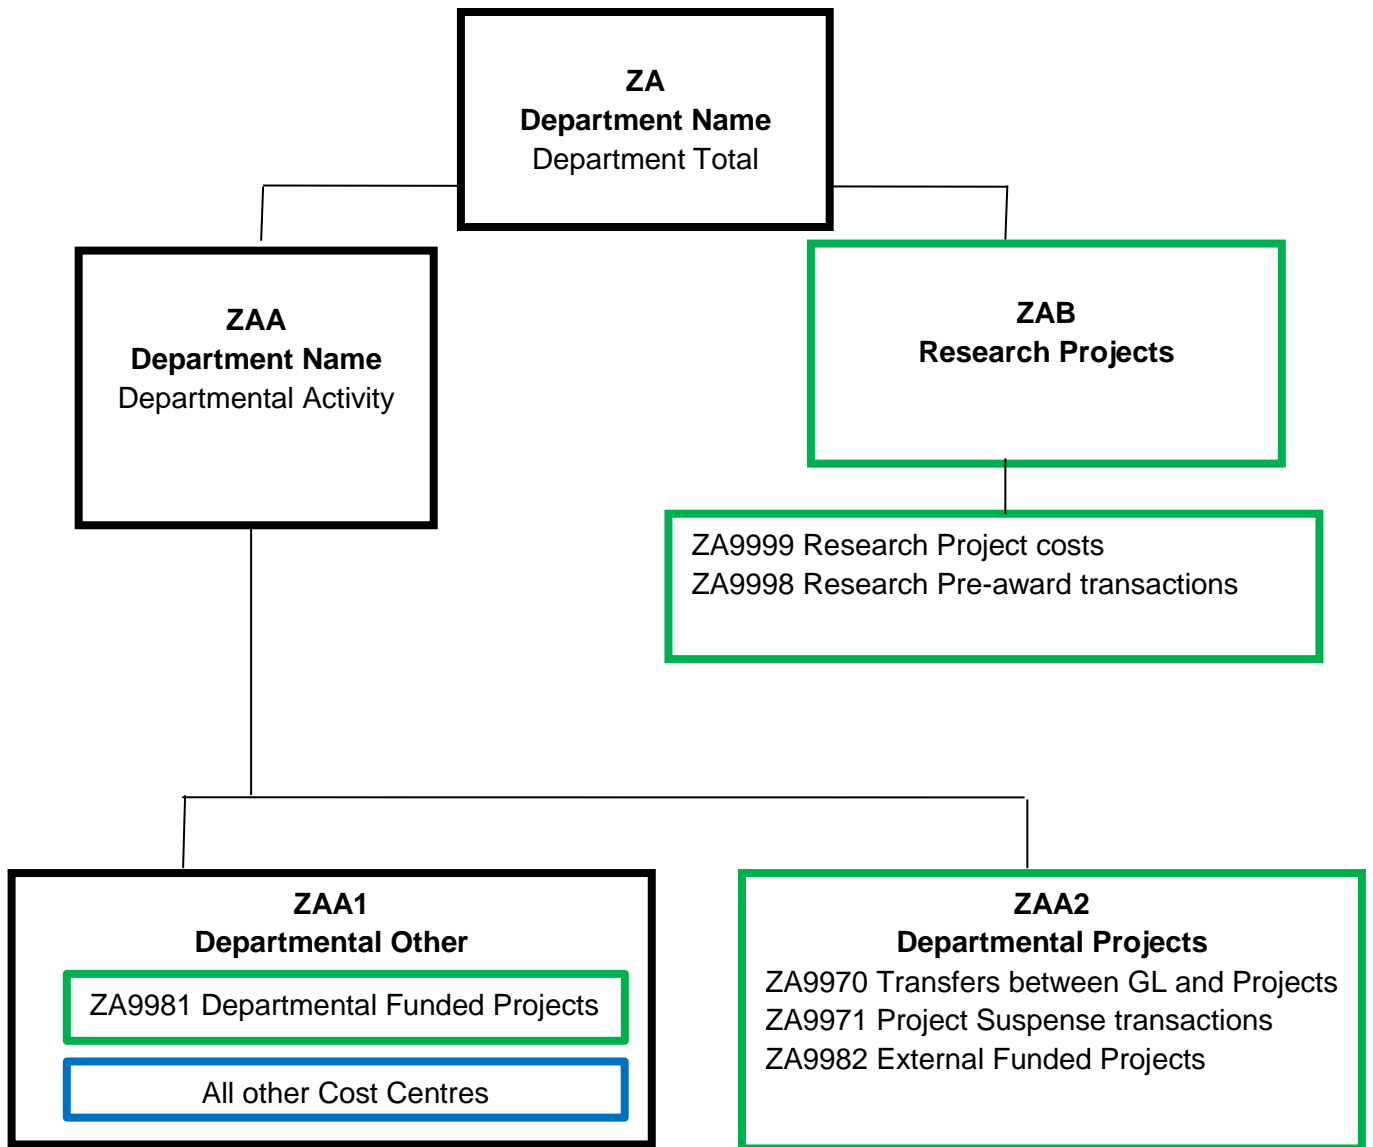 ZA
Department Name
Department Total
ZAA
Department Name
Departmental Activity
ZAB
Research Projects
ZA9999 Research Project costs
ZA9998 Research Pre-award transactions
ZAA1
Departmental Other
ZA9981 Departmental Funded Projects
All other Cost Centres
ZAA2
Departmental Projects
ZA9970 Transfers between GL and Projects
ZA9971 Project Suspense transactions
ZA9982 External Funded Projects